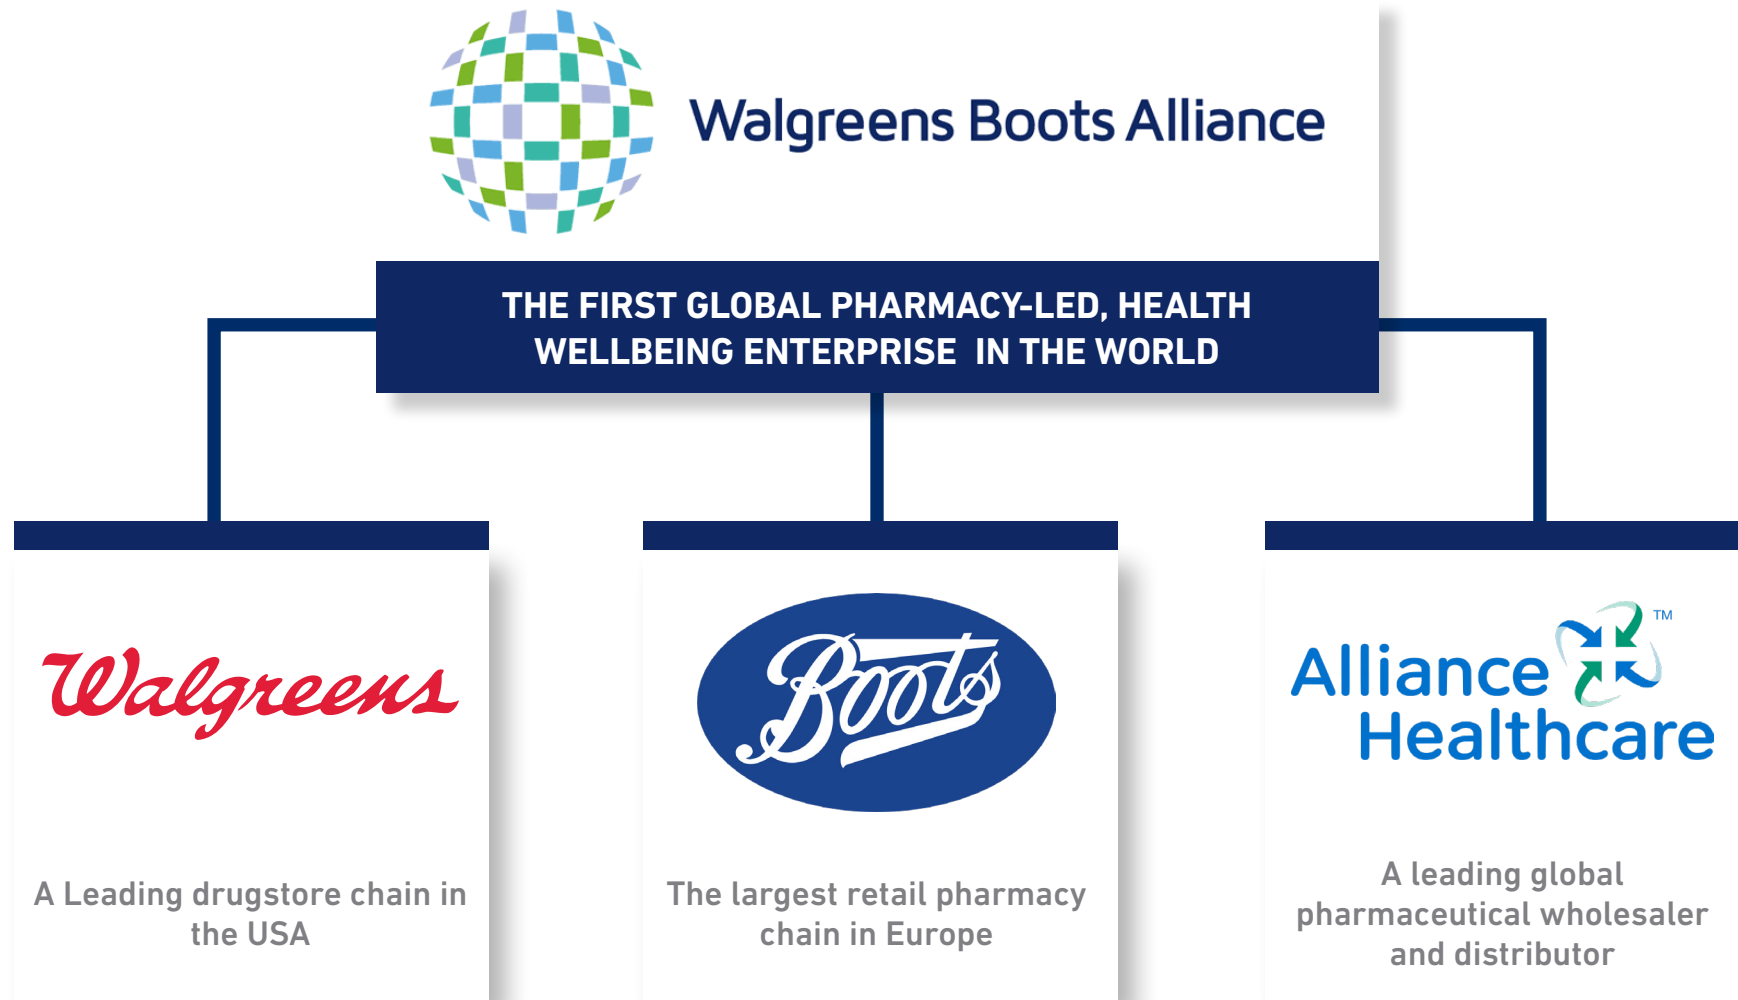 Walgreens Boots Alliance
THE FIRST GLOBAL PHARMACY-LED, HEALTH
WELLBEING ENTERPRISE  IN THE WORLD
Walgreens
A Leading drugstore chain in
the USA
Boots
The largest retail pharmacy
chain in Europe
Alliance
Healthcare
TM
A leading global
pharmaceutical wholesaler
and distributor